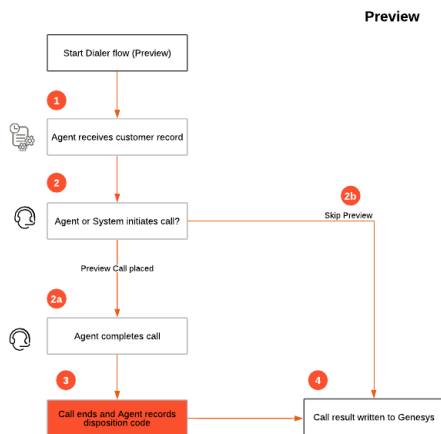 Preview
Start Dialer flow (Preview)
1
Agent receives customer record
2
2b
Agent or System initiates call?
Skip Preview
Preview Call placed
2a
Agent completes call
3
4
Call ends and Agent records
disposition code
Call result written to Genesys